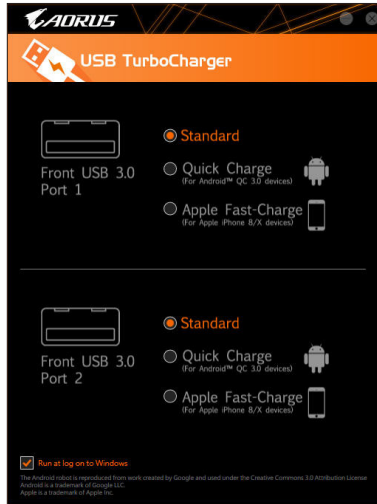 AORUS
USB TurboCharger
Front USB 3.0
Port 1
Standard
Quick Charge
(For Android™ QC 3.0 devices)
Apple Fast-Charge
(For Apple iPhone 8/X devices)
Front USB 3.0
Port 2
Standard
Quick Charge
(For Android™ QC 3.0 devices)
Apple Fast-Charge
(For Apple iPhone 8/X devices)
Run at log on to Windows
The Android robot is reproduced from work created by Google and used under the Creative Commons 3.0 Attribution License
Android is a trademark of Google LLC.
Apple is a trademark of Apple Inc.